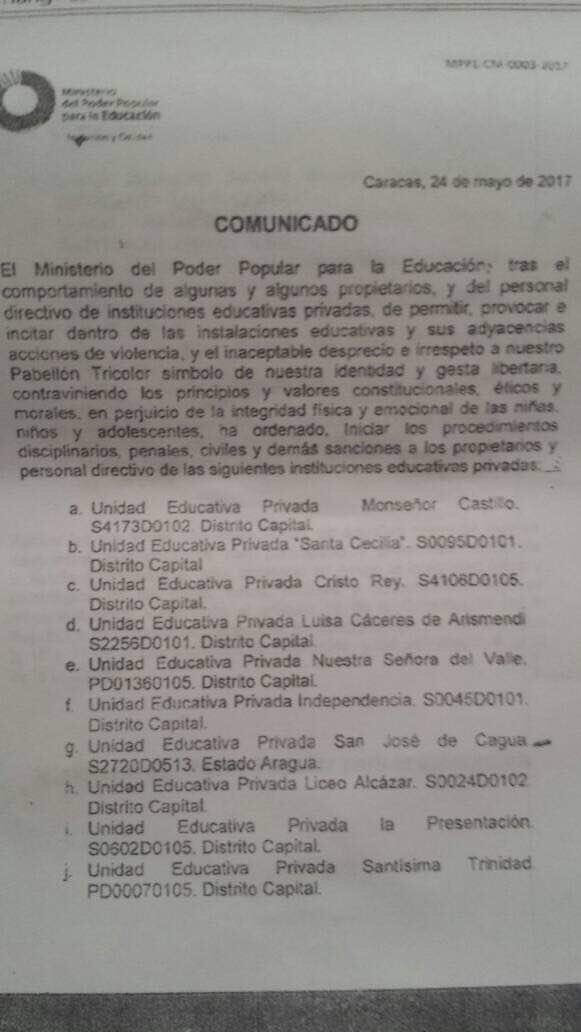 MPPE-CM-0003-2017
Ministerio
del Poder Popular
para la Educación
Caracas, 24 de mayo de 2017
COMUNICADO
El Ministerio del Poder Popular para la Educación, tras el
comportamiento de algunas y algunos propietarios, y del personal
directivo de instituciones educativas privadas, de permitir, provocar e
incitar dentro de las instalaciones educativas y sus adyacencias
acciones de violencia, y el inaceptable desprecio e irrespeto a nuestro
Pabellón Tricolor símbolo de nuestra identidad y gesta libertaria,
contraviniendo los principios y valores constitucionales, éticos y
morales, en perjuicio de la integridad física y emocional de las niñas,
niños y adolescentes, ha ordenado, Iniciar los procedimientos
disciplinarios, penales, civiles y demás sanciones a los propietarios y
personal directivo de las siguientes instituciones educativas privadas:
a. Unidad Educativa Privada Monseñor Castillo.
S4173D0102. Distrito Capital.
b. Unidad Educativa Privada "Santa Cecilia". S0095D0101.
Distrito Capital
c. Unidad Educativa Privada Cristo Rey. S4106D0105.
Distrito Capital.
d. Unidad Educativa Privada Luisa Cáceres de Arismendi
S2256D0101. Distrito Capital.
e. Unidad Educativa Privada Nuestra Señora del Valle.
PD01360105. Distrito Capital.
f. Unidad Educativa Privada Independencia. S0045D0101.
Distrito Capital.
g. Unidad Educativa Privada San José de Cagua
S2720D0513. Estado Aragua.
h. Unidad Educativa Privada Liceo Alcázar. S0024D0102
Distrito Capital.
i. Unidad Educativa Privada la Presentación.
S0602D0105. Distrito Capital.
j. Unidad Educativa Privada Santísima Trinidad
PD00070105. Distrito Capital.